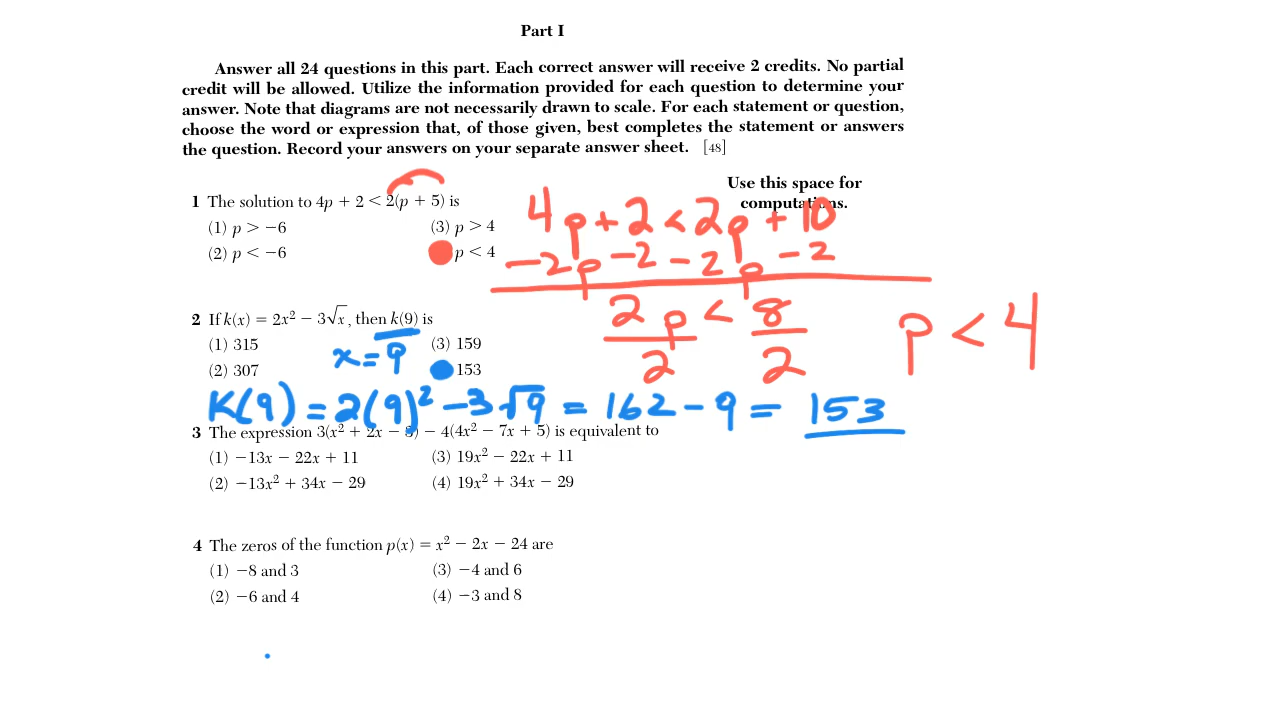 Part I
Answer all 24 questions in this part. Each correct answer will receive 2 credits. No partial
credit will be allowed. Utilize the information provided for each question to determine your
answer. Note that diagrams are not necessarily drawn to scale. For each statement or question,
choose the word or expression that, of those given, best completes the statement or answers
the question. Record your answers on your separate answer sheet. [48]
Use this space for
computations.
1 The solution to 4p + 2 < 2(p + 5) is
(1) p > −6
(3) p > 4
(2) p < −6
p < 4
4p + 2 < 2p + 10
−2p −2 −2p −2
2p/2 < 8/2
p < 4
2 If k(x) = 2x² − 3√x, then k(9) is
(1) 315
(3) 159
(2) 307
153
x = 9
K(9) = 2(9)² − 3√9 = 162 − 9 = 153
3 The expression 3(x² + 2x − ) − 4(4x² − 7x + 5) is equivalent to
(1) −13x − 22x + 11
(3) 19x² − 22x + 11
(2) −13x² + 34x − 29
(4) 19x² + 34x − 29
4 The zeros of the function p(x) = x² − 2x − 24 are
(1) −8 and 3
(3) −4 and 6
(2) −6 and 4
(4) −3 and 8